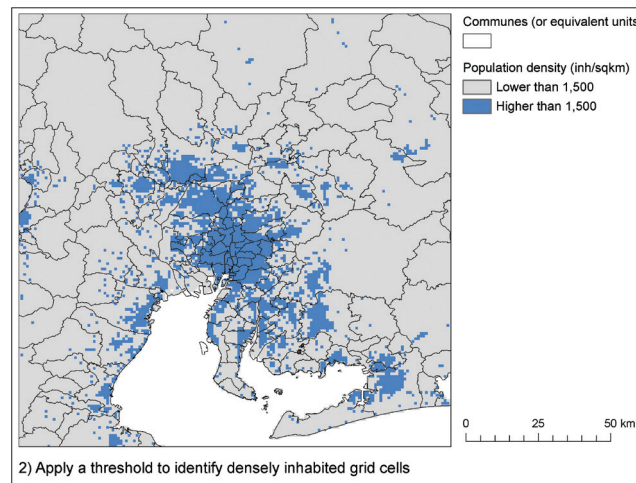 Communes (or equivalent units
Population density (inh/sqkm)
Lower than 1,500
Higher than 1,500
0 25 50 km
2) Apply a threshold to identify densely inhabited grid cells